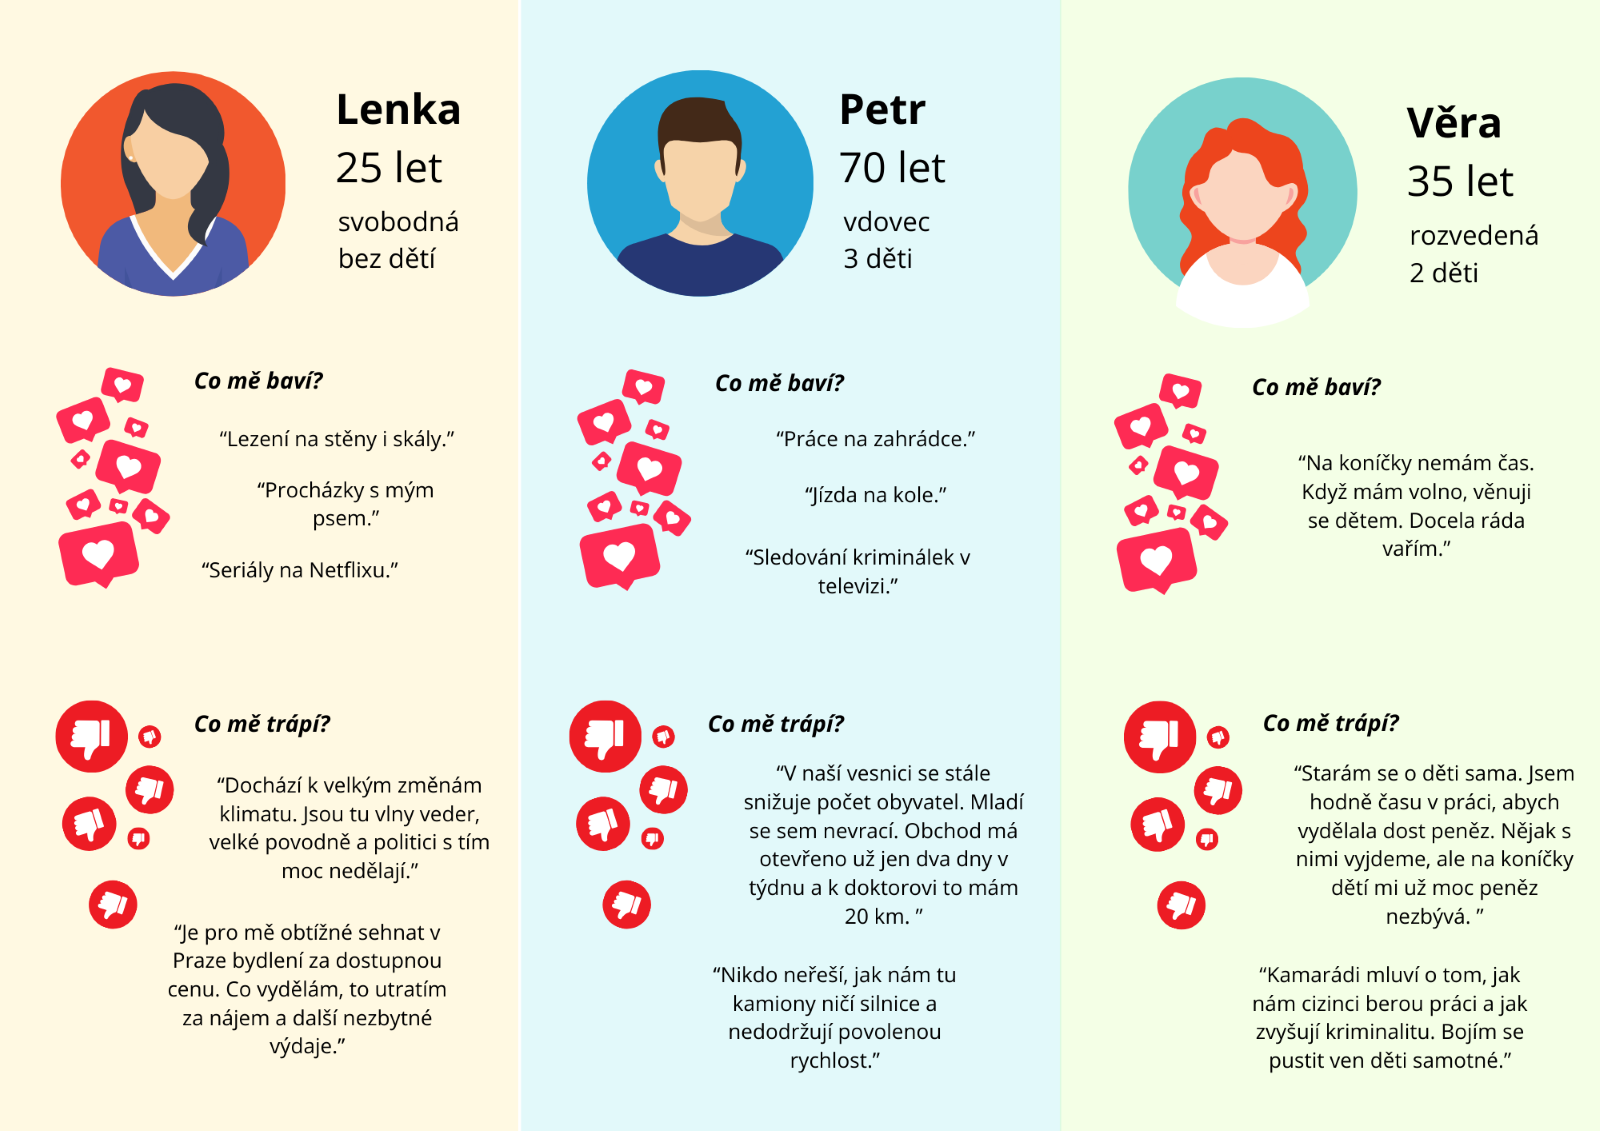 Lenka
25 let
svobodná
bez dětí
Co mě baví?
“Lezení na stěny i skály.”
“Procházky s mým
psem.”
“Seriály na Netflixu.”
Co mě trápí?
“Dochází k velkým změnám
klimatu. Jsou tu vlny veder,
velké povodně a politici s tím
moc nedělají.”
“Je pro mě obtížné sehnat v
Praze bydlení za dostupnou
cenu. Co vydělám, to utratím
za nájem a další nezbytné
výdaje.”
Petr
70 let
vdovec
3 děti
Co mě baví?
“Práce na zahrádce.”
“Jízda na kole.”
“Sledování kriminálek v
televizi.”
Co mě trápí?
“V naší vesnici se stále
snižuje počet obyvatel. Mladí
se sem nevrací. Obchod má
otevřeno už jen dva dny v
týdnu a k doktorovi to mám
20 km. ”
“Nikdo neřeší, jak nám tu
kamiony ničí silnice a
nedodržují povolenou
rychlost.”
Věra
35 let
rozvedená
2 děti
Co mě baví?
“Na koníčky nemám čas.
Když mám volno, věnuji
se dětem. Docela ráda
vařím.”
Co mě trápí?
“Starám se o děti sama. Jsem
hodně času v práci, abych
vydělala dost peněz. Nějak s
nimi vyjdeme, ale na koníčky
dětí mi už moc peněz
nezbývá. ”
“Kamarádi mluví o tom, jak
nám cizinci berou práci a jak
zvyšují kriminalitu. Bojím se
pustit ven děti samotné.”